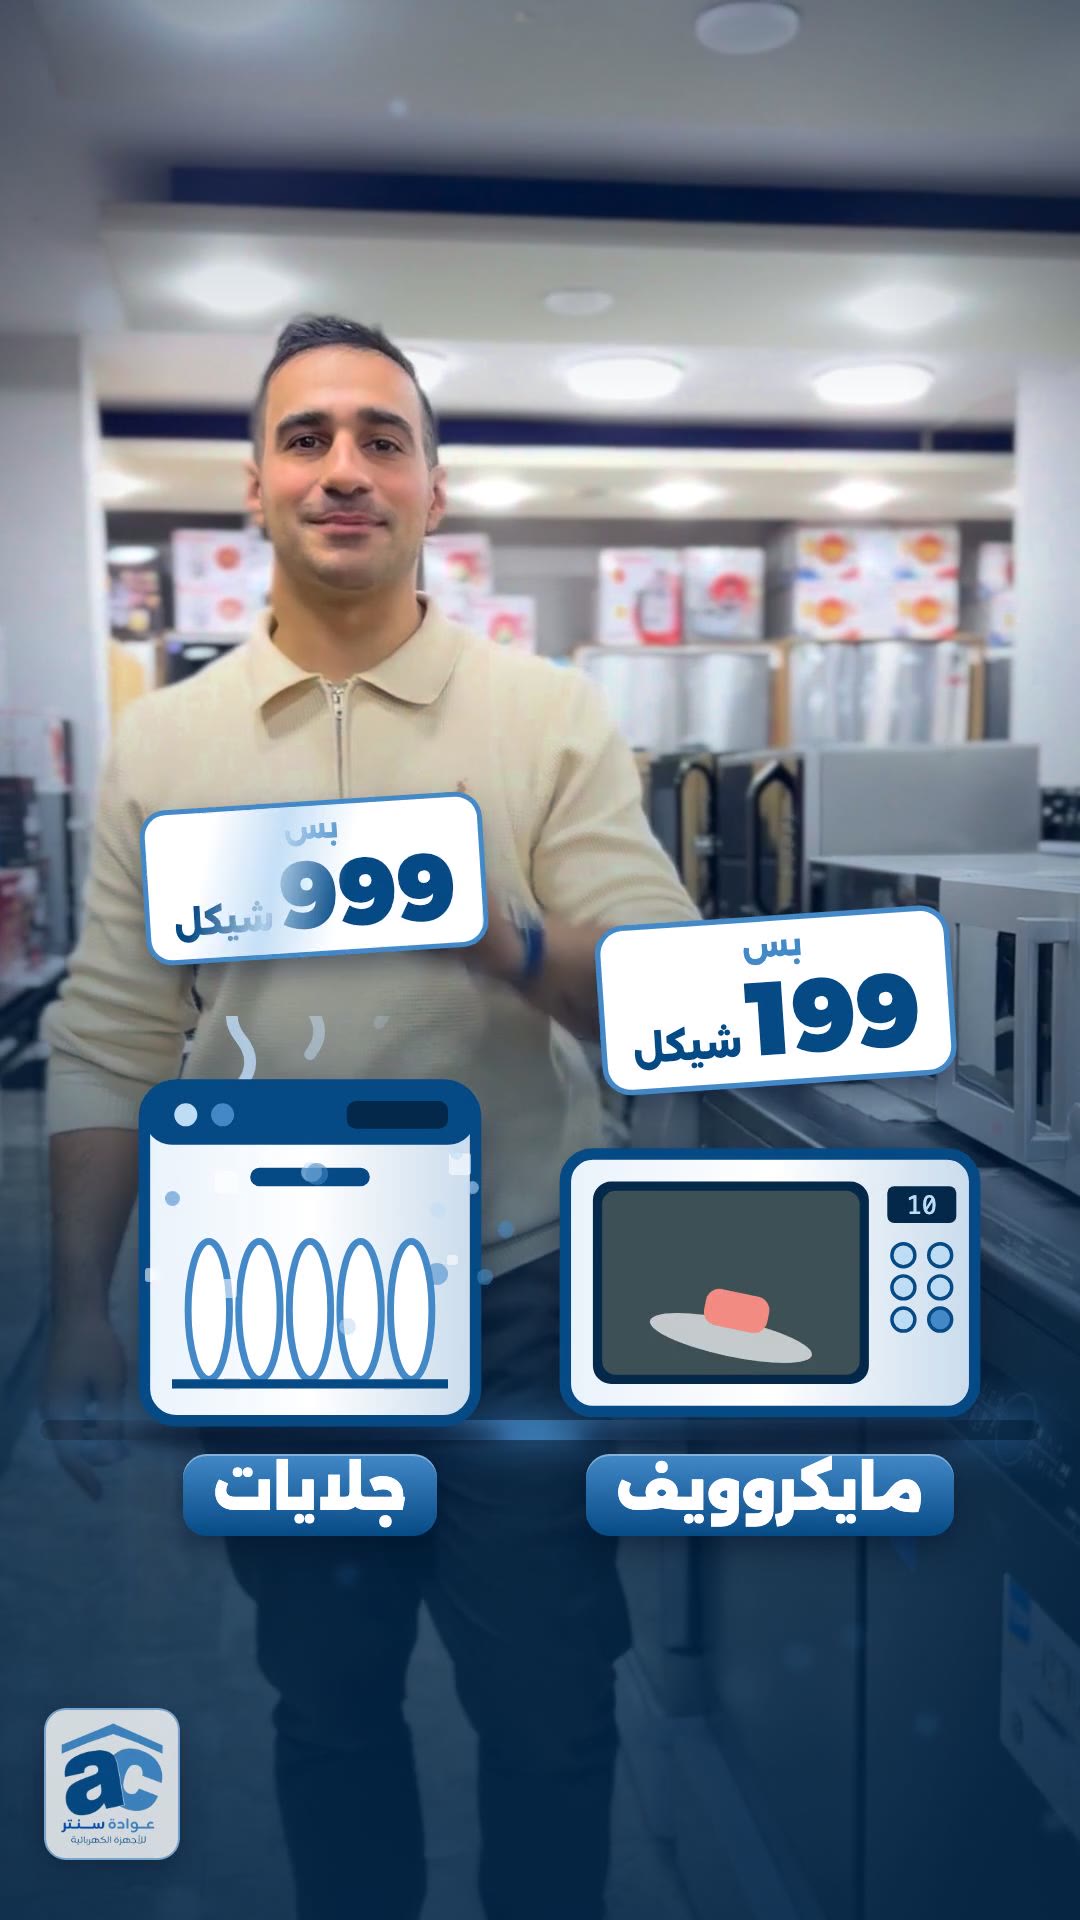 بس
999 شيكل
بس
199 شيكل
10
مايكروويف
جلايات
ac
عوادة سنتر
للأجهزة الكهربائية